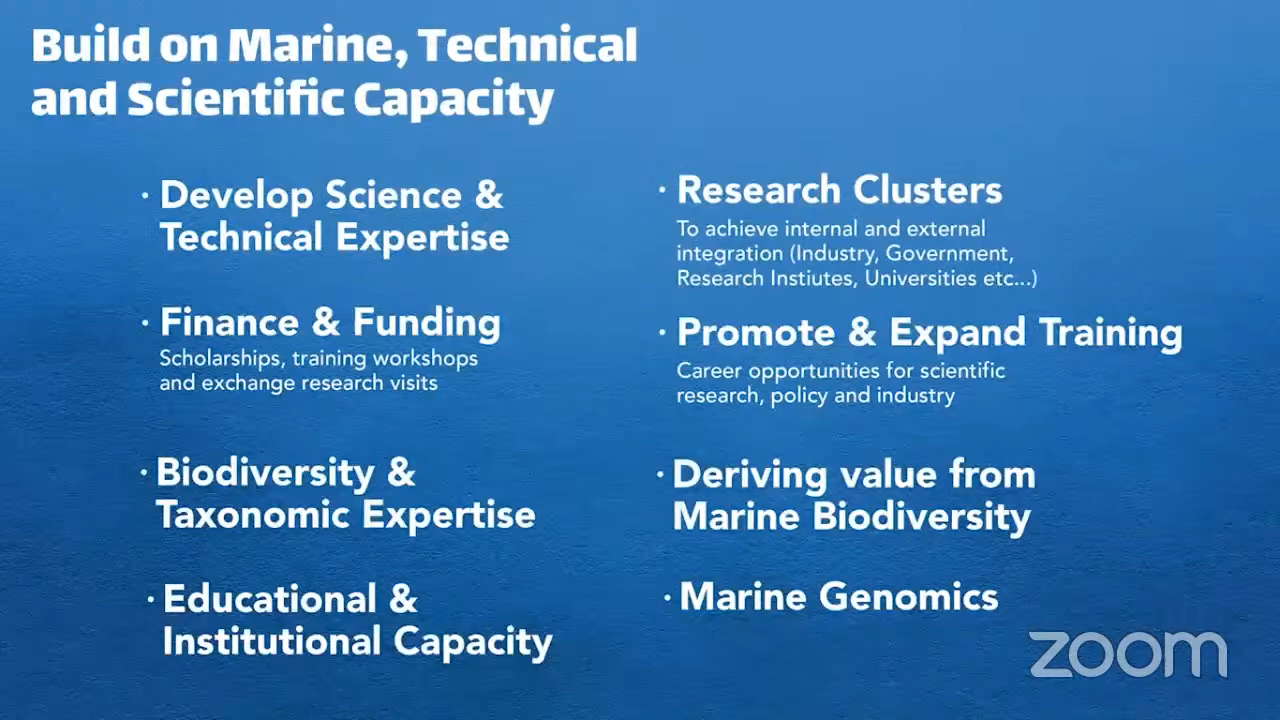 Build on Marine, Technical
and Scientific Capacity
· Develop Science &
Technical Expertise
· Finance & Funding
Scholarships, training workshops
and exchange research visits
· Biodiversity &
Taxonomic Expertise
· Educational &
Institutional Capacity
· Research Clusters
To achieve internal and external
integration (Industry, Government,
Research Instiutes, Universities etc...)
· Promote & Expand Training
Career opportunities for scientific
research, policy and industry
· Deriving value from
Marine Biodiversity
· Marine Genomics
zoom